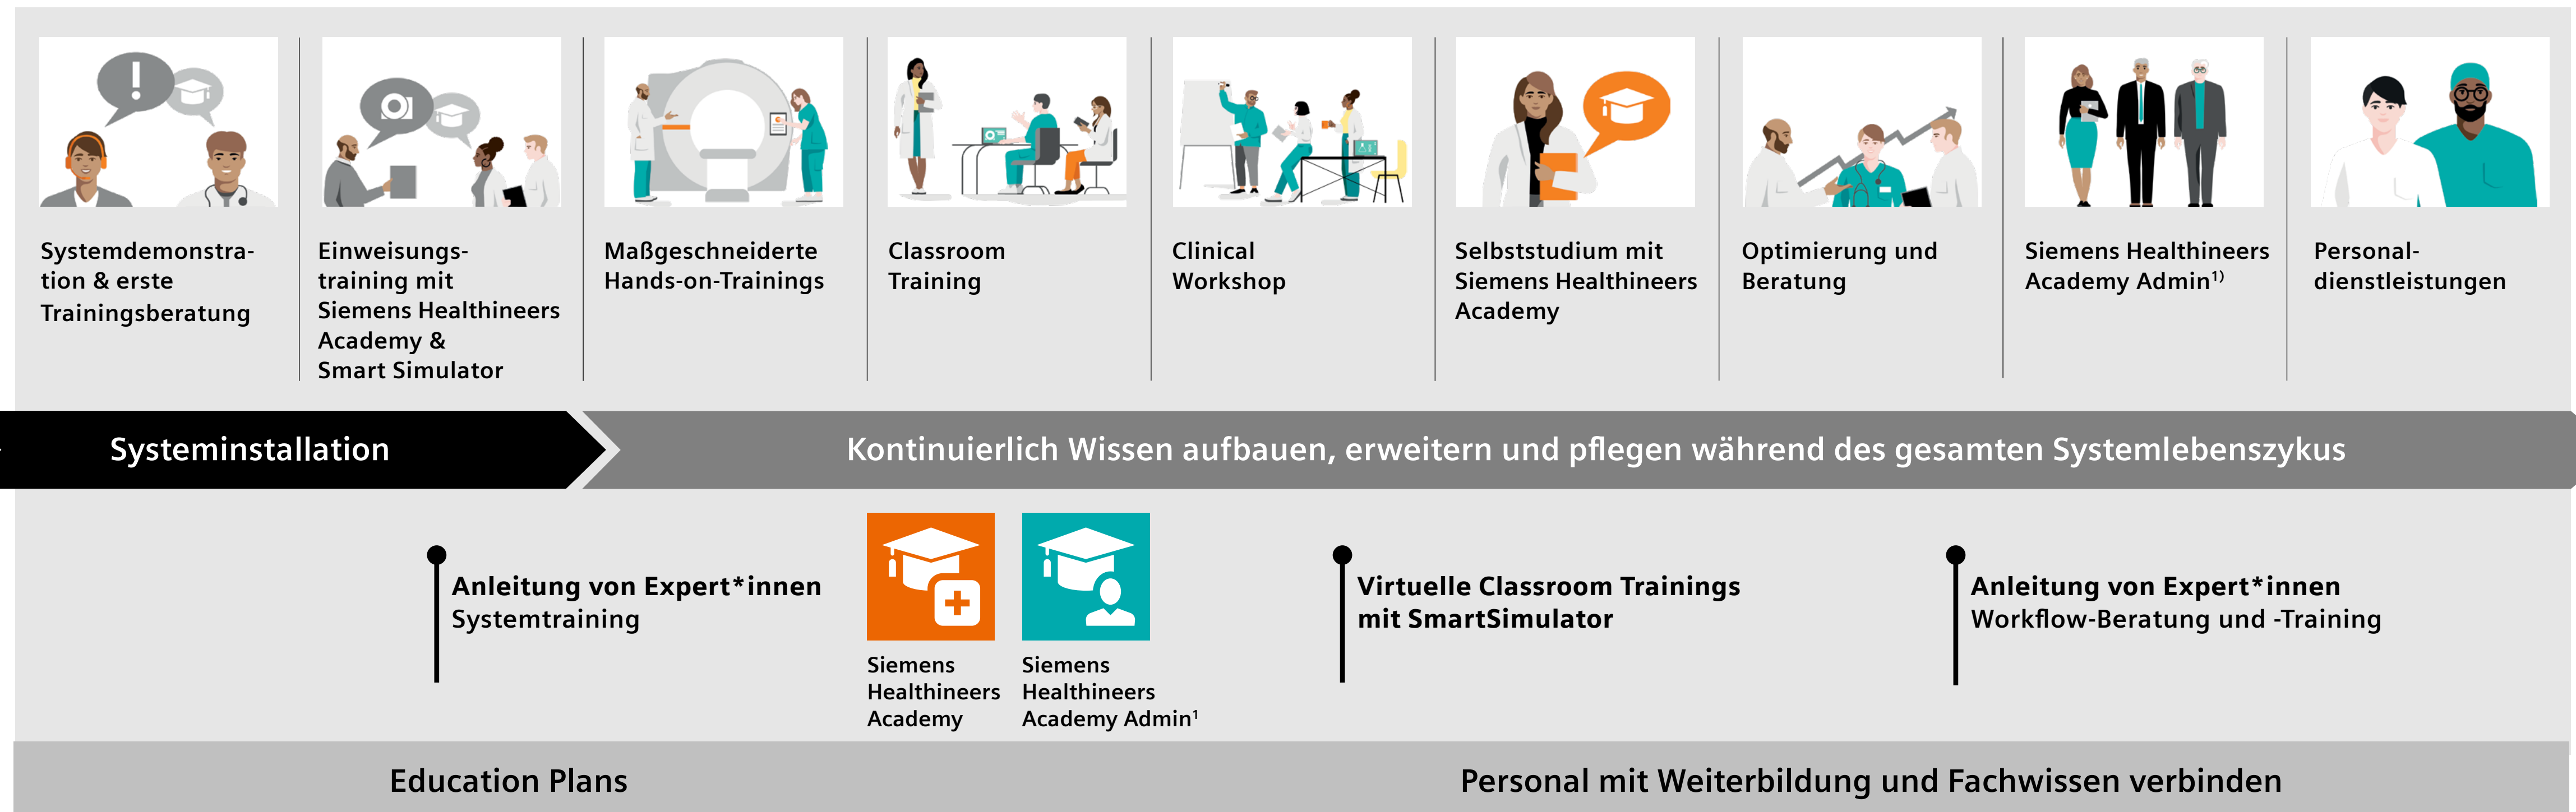 Systemdemonstra-
tion & erste
Trainingsberatung
Einweisungs-
training mit
Siemens Healthineers
Academy &
Smart Simulator
Maßgeschneiderte
Hands-on-Trainings
Classroom
Training
Clinical
Workshop
Selbststudium mit
Siemens Healthineers
Academy
Optimierung und
Beratung
Siemens Healthineers
Academy Admin¹⁾
Personal-
dienstleistungen
Systeminstallation
Kontinuierlich Wissen aufbauen, erweitern und pflegen während des gesamten Systemlebenszykus
Anleitung von Expert*innen
Systemtraining
Siemens
Healthineers
Academy
Siemens
Healthineers
Academy Admin¹
Virtuelle Classroom Trainings
mit SmartSimulator
Anleitung von Expert*innen
Workflow-Beratung und -Training
Education Plans
Personal mit Weiterbildung und Fachwissen verbinden